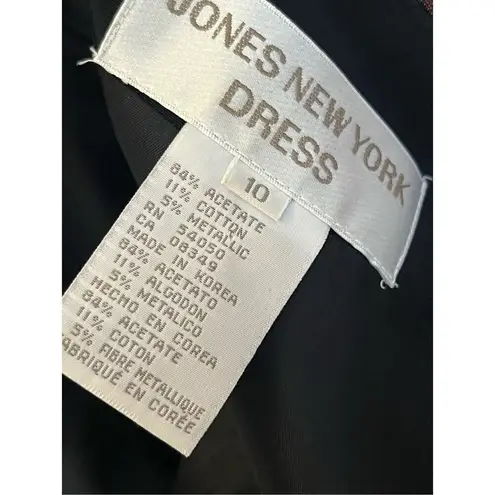 JONES NEW YORK
DRESS
10
84% ACETATE
11% COTTON
5% METALLIC
RN 54050
CA 08349
MADE IN KOREA
84% ACETATO
11% ALGODON
5% METALICO
HECHO EN COREA
84% ACETATE
11% COTON
5% FIBRE METALLIQUE
FABRIQUÉ EN CORÉE